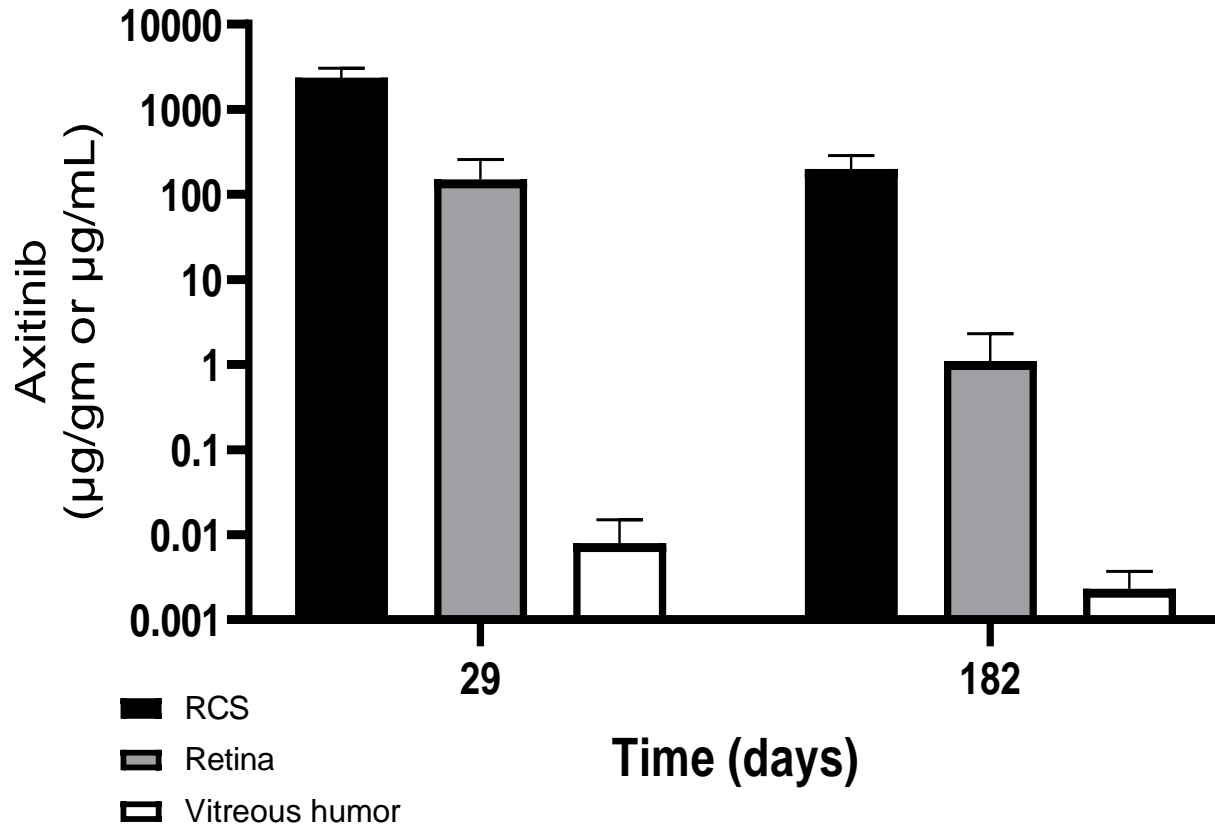 Axitinib
(µg/gm or µg/mL)
10000
1000
100
10
1
0.1
0.01
0.001
29
182
Time (days)
RCS
Retina
Vitreous humor